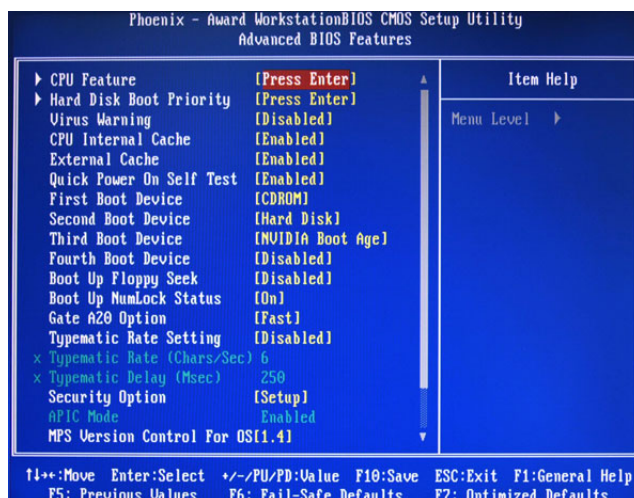 Phoenix - Award WorkstationBIOS CMOS Setup Utility
Advanced BIOS Features
CPU Feature [Press Enter]
Hard Disk Boot Priority [Press Enter]
Virus Warning [Disabled]
CPU Internal Cache [Enabled]
External Cache [Enabled]
Quick Power On Self Test [Enabled]
First Boot Device [CDROM]
Second Boot Device [Hard Disk]
Third Boot Device [NVIDIA Boot Age]
Fourth Boot Device [Disabled]
Boot Up Floppy Seek [Disabled]
Boot Up NumLock Status [On]
Gate A20 Option [Fast]
Typematic Rate Setting [Disabled]
x Typematic Rate (Chars/Sec) 6
x Typematic Delay (Msec) 250
Security Option [Setup]
APIC Mode Enabled
MPS Version Control For OS[1.4]
Item Help
Menu Level
↑↓→←:Move Enter:Select +/-/PU/PD:Value F10:Save ESC:Exit F1:General Help
F5: Previous Values F6: Fail-Safe Defaults F7: Optimized Defaults